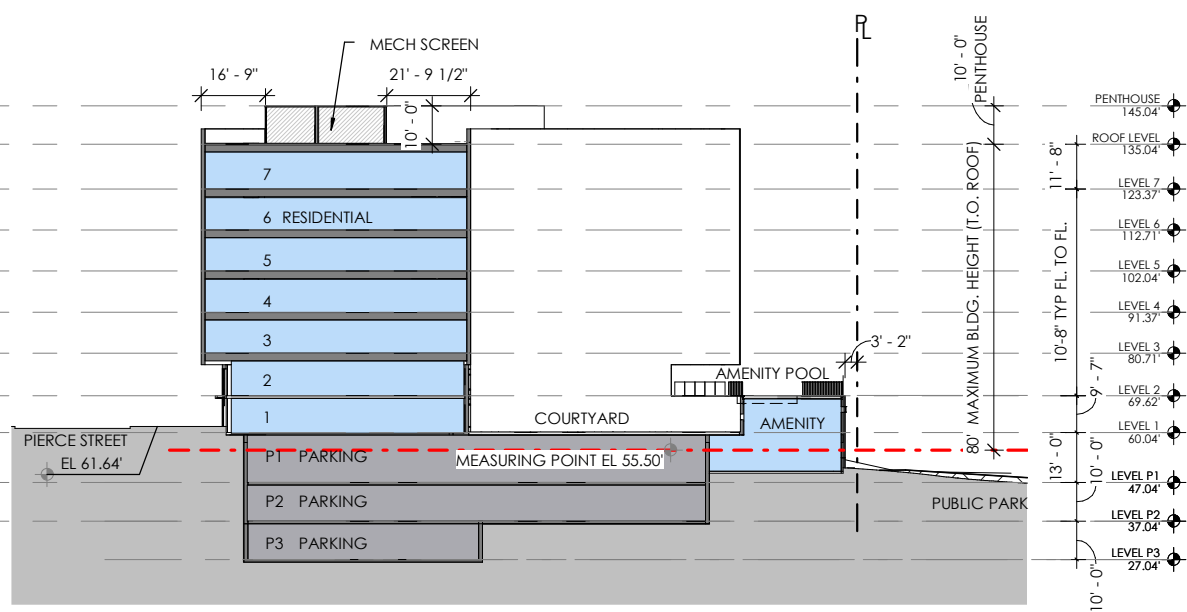 PL
MECH SCREEN
16' - 9"
21' - 9 1/2"
10' - 0"
10' - 0"
PENTHOUSE
PENTHOUSE
145.04'
ROOF LEVEL
135.04'
11' - 8"
7
LEVEL 7
123.37'
6 RESIDENTIAL
LEVEL 6
112.71'
5
LEVEL 5
102.04'
80' MAXIMUM BLDG. HEIGHT (T.O. ROOF)
10'-8" TYP FL. TO FL.
4
LEVEL 4
91.37'
3
3' - 2"
LEVEL 3
80.71'
2
AMENITY POOL
9' - 7"
LEVEL 2
69.62'
1
COURTYARD
AMENITY
LEVEL 1
60.04'
PIERCE STREET
EL 61.64'
P1 PARKING
MEASURING POINT EL 55.50'
13' - 0"
10' - 0"
LEVEL P1
47.04'
P2 PARKING
PUBLIC PARK
LEVEL P2
37.04'
P3 PARKING
LEVEL P3
27.04'
10' - 0"